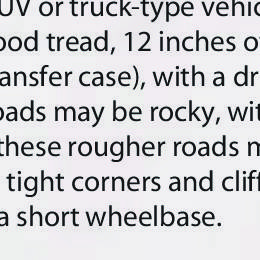 UV or truck-type vehic
ood tread, 12 inches o
ansfer case), with a dr
oads may be rocky, wit
these rougher roads m
tight corners and cliff
a short wheelbase.